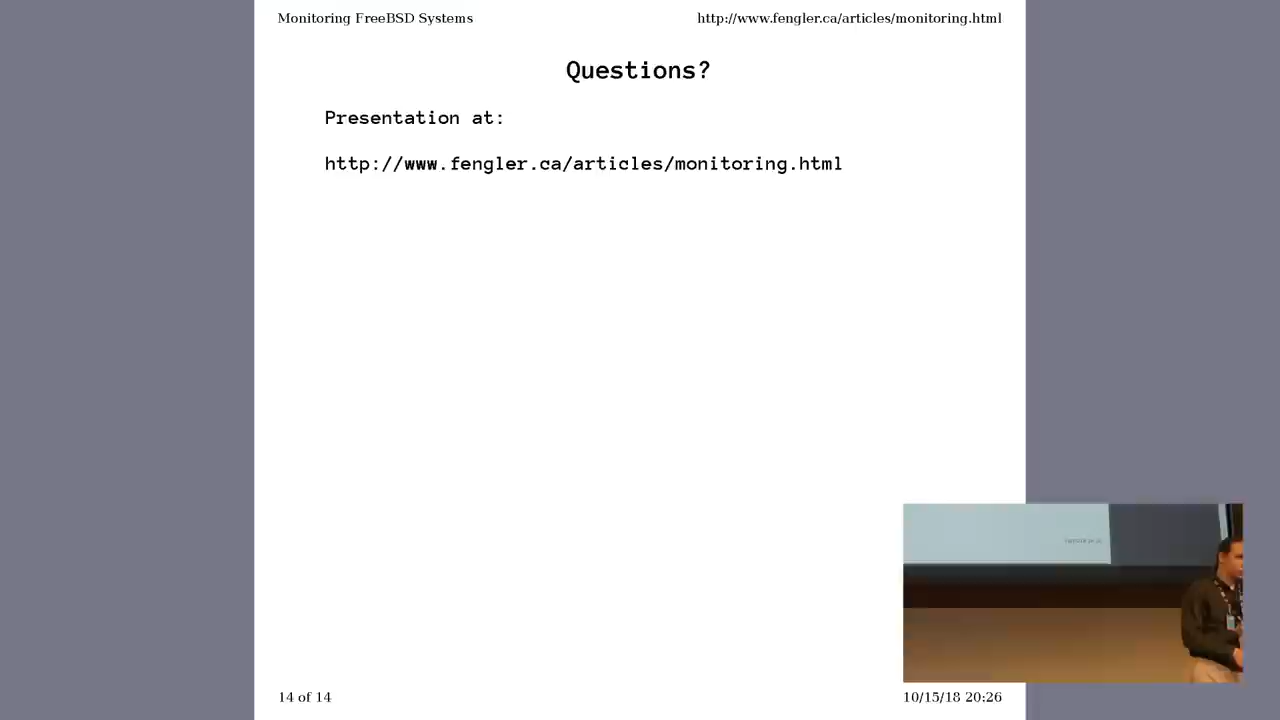 Monitoring FreeBSD Systems
http://www.fengler.ca/articles/monitoring.html
Questions?
Presentation at:
http://www.fengler.ca/articles/monitoring.html
14 of 14
10/15/18 20:26